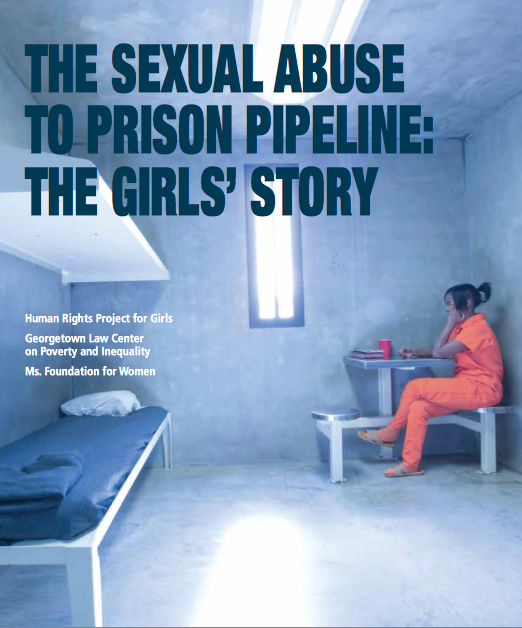 THE SEXUAL ABUSE
TO PRISON PIPELINE:
THE GIRLS’ STORY
Human Rights Project for Girls
Georgetown Law Center
on Poverty and Inequality
Ms. Foundation for Women